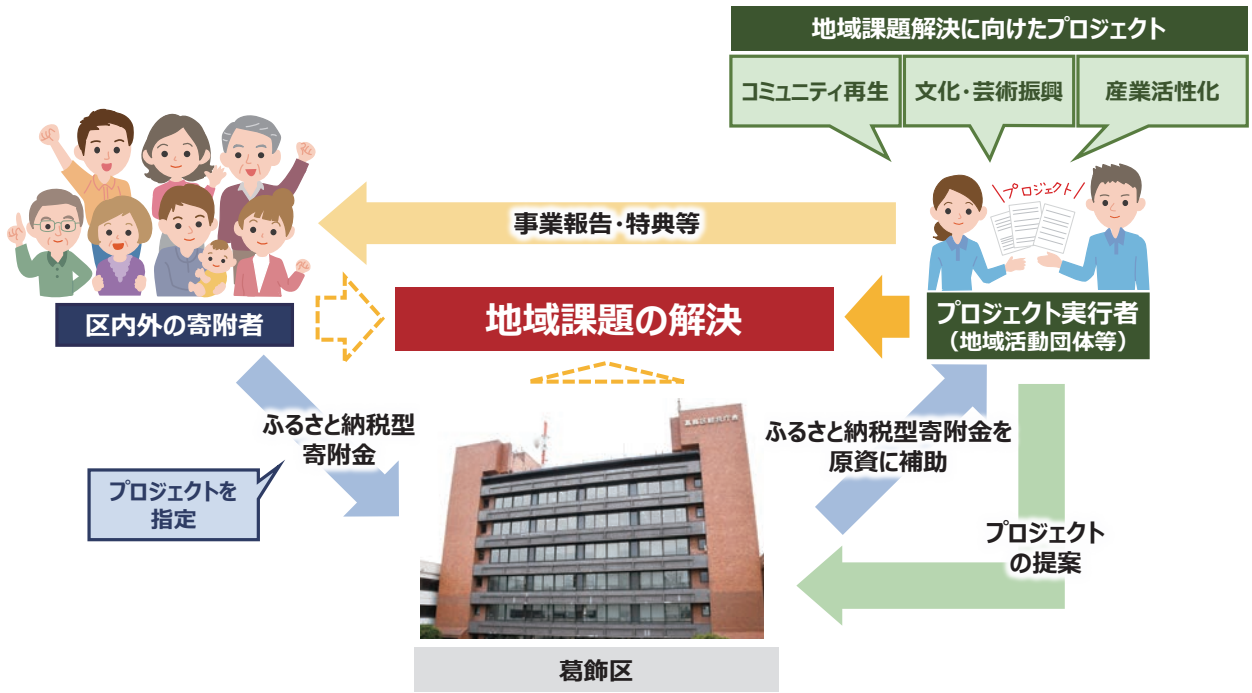 地域課題解決に向けたプロジェクト
コミュニティ再生
文化・芸術振興
産業活性化
プロジェクト
事業報告・特典等
区内外の寄附者
地域課題の解決
プロジェクト実行者
（地域活動団体等）
ふるさと納税型
寄附金
プロジェクトを
指定
ふるさと納税型寄附金を
原資に補助
プロジェクト
の提案
葛飾区